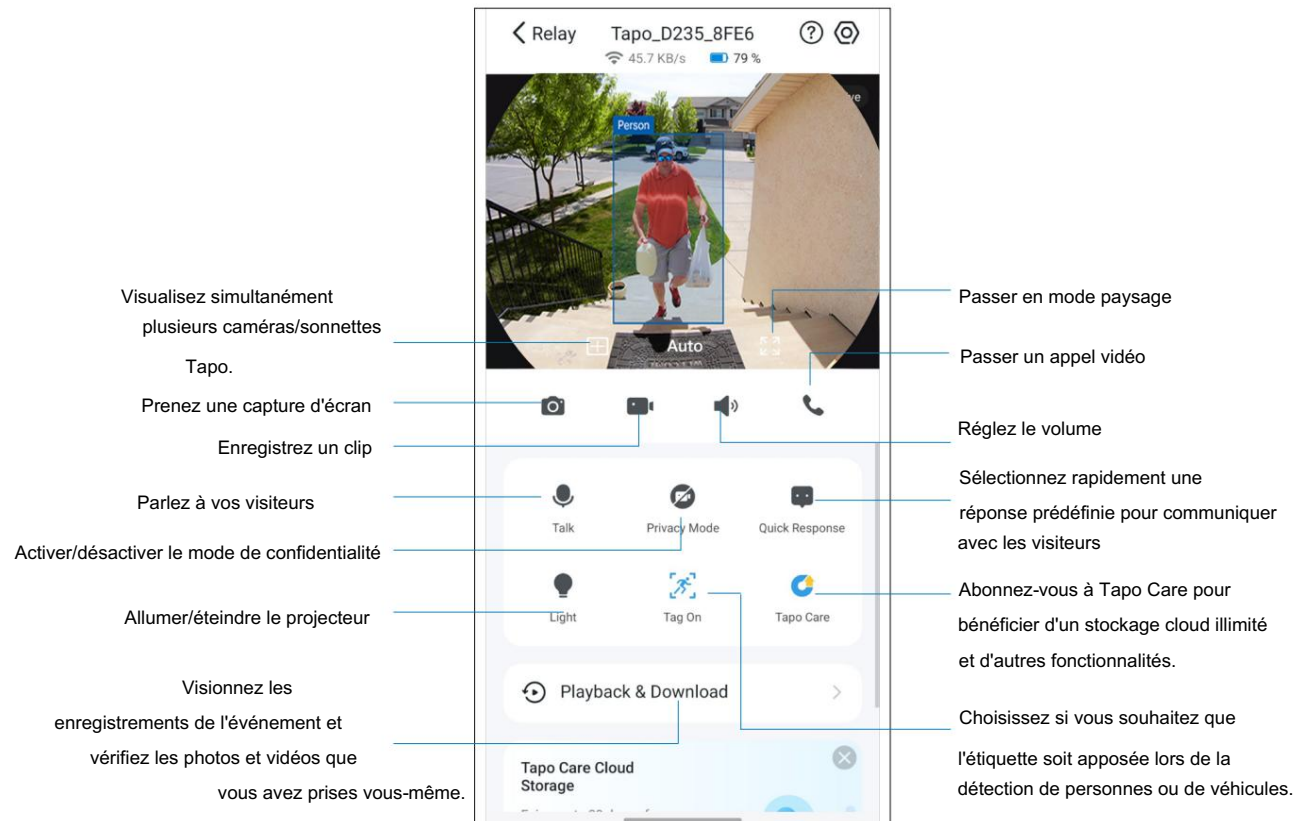 Relay
Tapo_D235_8FE6
45.7 KB/s
79 %
Person
Auto
Visualisez simultanément
plusieurs caméras/sonnettes
Tapo.
Prenez une capture d'écran
Enregistrez un clip
Parlez à vos visiteurs
Activer/désactiver le mode de confidentialité
Allumer/éteindre le projecteur
Visionnez les
enregistrements de l'événement et
vérifiez les photos et vidéos que
vous avez prises vous-même.
Talk
Privacy Mode
Quick Response
Light
Tag On
Tapo Care
Playback & Download
Tapo Care Cloud
Storage
Passer en mode paysage
Passer un appel vidéo
Réglez le volume
Sélectionnez rapidement une
réponse prédéfinie pour communiquer
avec les visiteurs
Abonnez-vous à Tapo Care pour
bénéficier d'un stockage cloud illimité
et d'autres fonctionnalités.
Choisissez si vous souhaitez que
l'étiquette soit apposée lors de la
détection de personnes ou de véhicules.